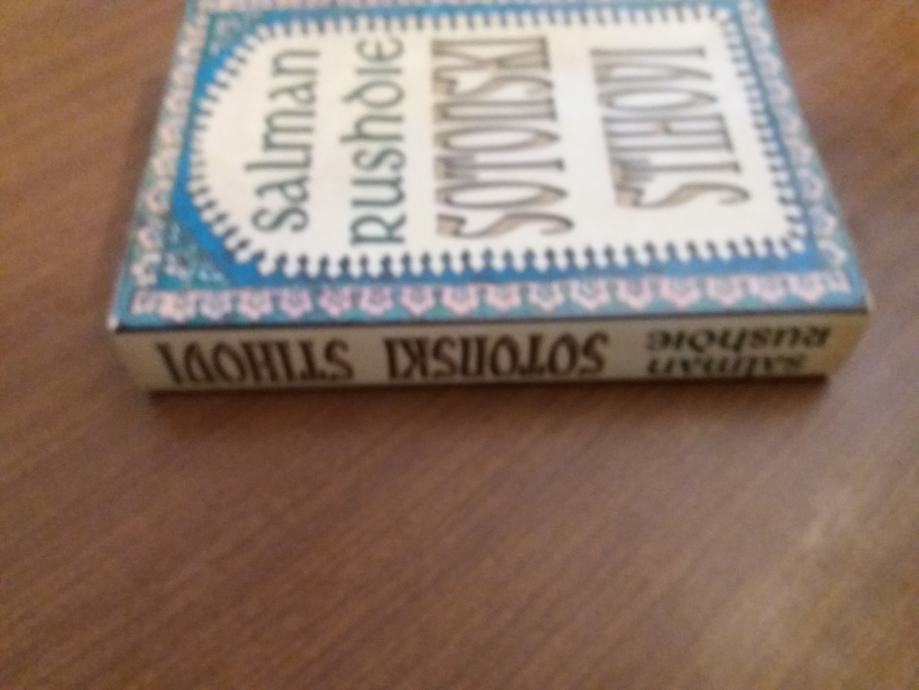 salman
rushdie
SOTONSKI
STIHOVI
salman
rushdie
SOTONSKI STIHOVI